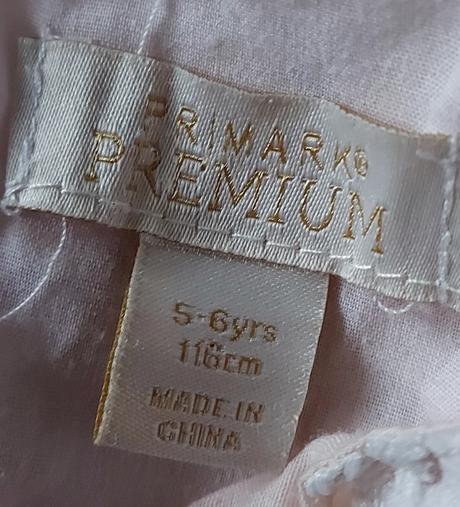 PRIMARK®
PREMIUM
5-6yrs
116cm
MADE IN
CHINA